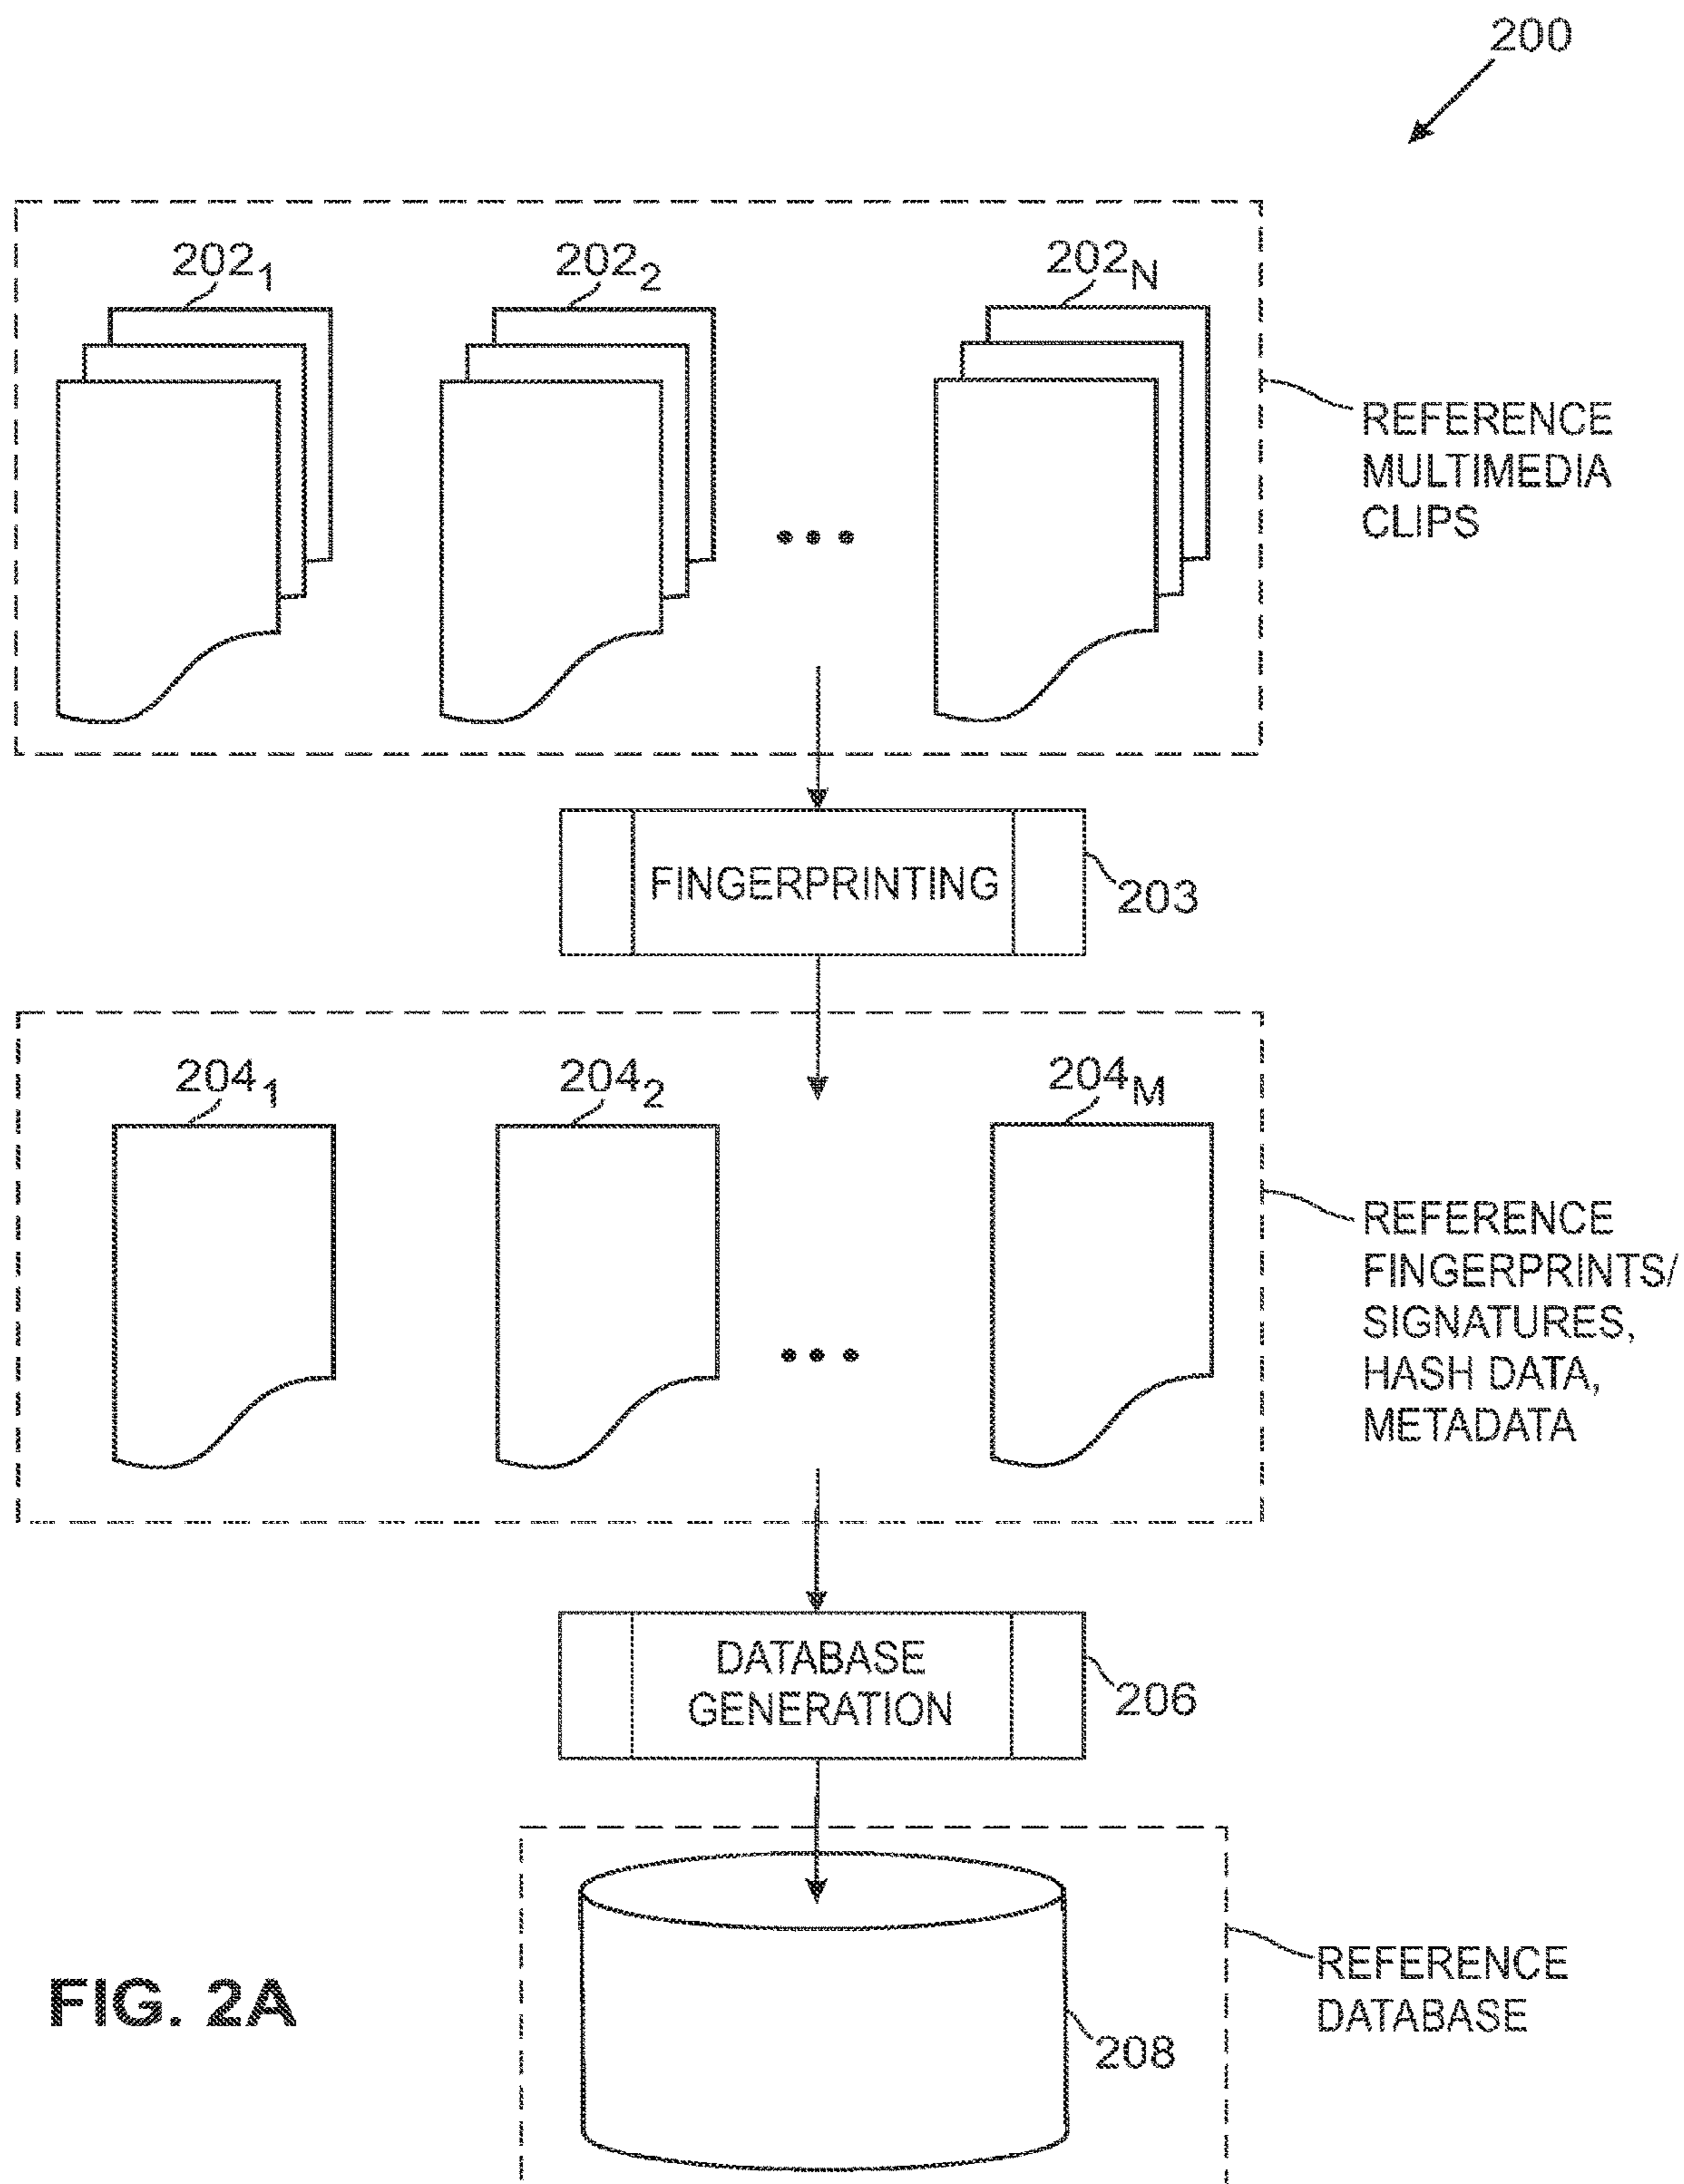 200
202₁ 202₂ 202N
REFERENCE
MULTIMEDIA
CLIPS
FINGERPRINTING
203
204₁ 204₂ 204M
REFERENCE
FINGERPRINTS/
SIGNATURES,
HASH DATA,
METADATA
DATABASE
GENERATION
206
REFERENCE
DATABASE
208
FIG. 2A